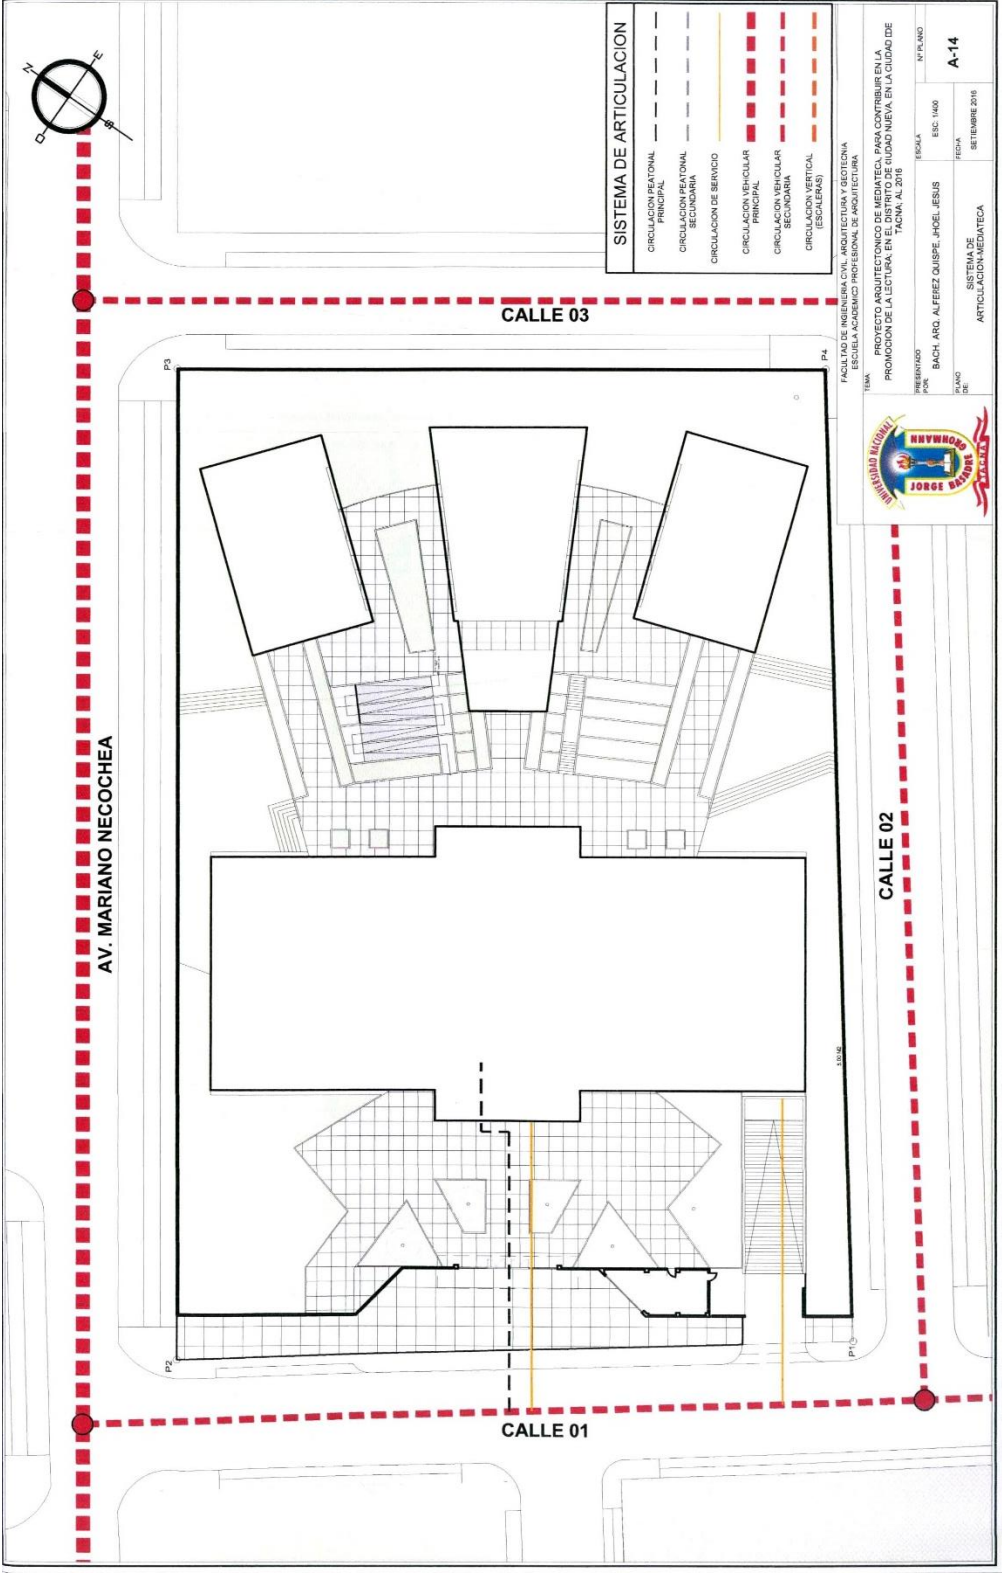 N
E
S
O
SISTEMA DE ARTICULACION
CIRCULACION PEATONAL
PRINCIPAL
CIRCULACION PEATONAL
SECUNDARIA
CIRCULACION DE SERVICIO
CIRCULACION VEHICULAR
PRINCIPAL
CIRCULACION VEHICULAR
SECUNDARIA
CIRCULACION VERTICAL
(ESCALERAS)
CALLE 03
P3
P4
AV. MARIANO NECOCHEA
CALLE 02
P2
P1
CALLE 01
UNIVERSIDAD NACIONAL
JORGE BASADRE
GROHMANN
TACNA
FACULTAD DE INGENIERIA CIVIL, ARQUITECTURA Y GEOTECNIA
ESCUELA ACADEMICO PROFESIONAL DE ARQUITECTURA
TEMA:
PROYECTO ARQUITECTONICO DE MEDIATECA, PARA CONTRIBUIR EN LA
PROMOCION DE LA LECTURA; EN EL DISTRITO DE CIUDAD NUEVA, EN LA CIUDAD DE
TACNA; AL 2016
PRESENTADO
POR:
BACH. ARQ. ALFEREZ QUISPE, JHOEL JESUS
ESCALA
ESC: 1/400
Nº PLANO
A-14
PLANO
DE:
SISTEMA DE
ARTICULACION-MEDIATECA
FECHA
SETIEMBRE 2016